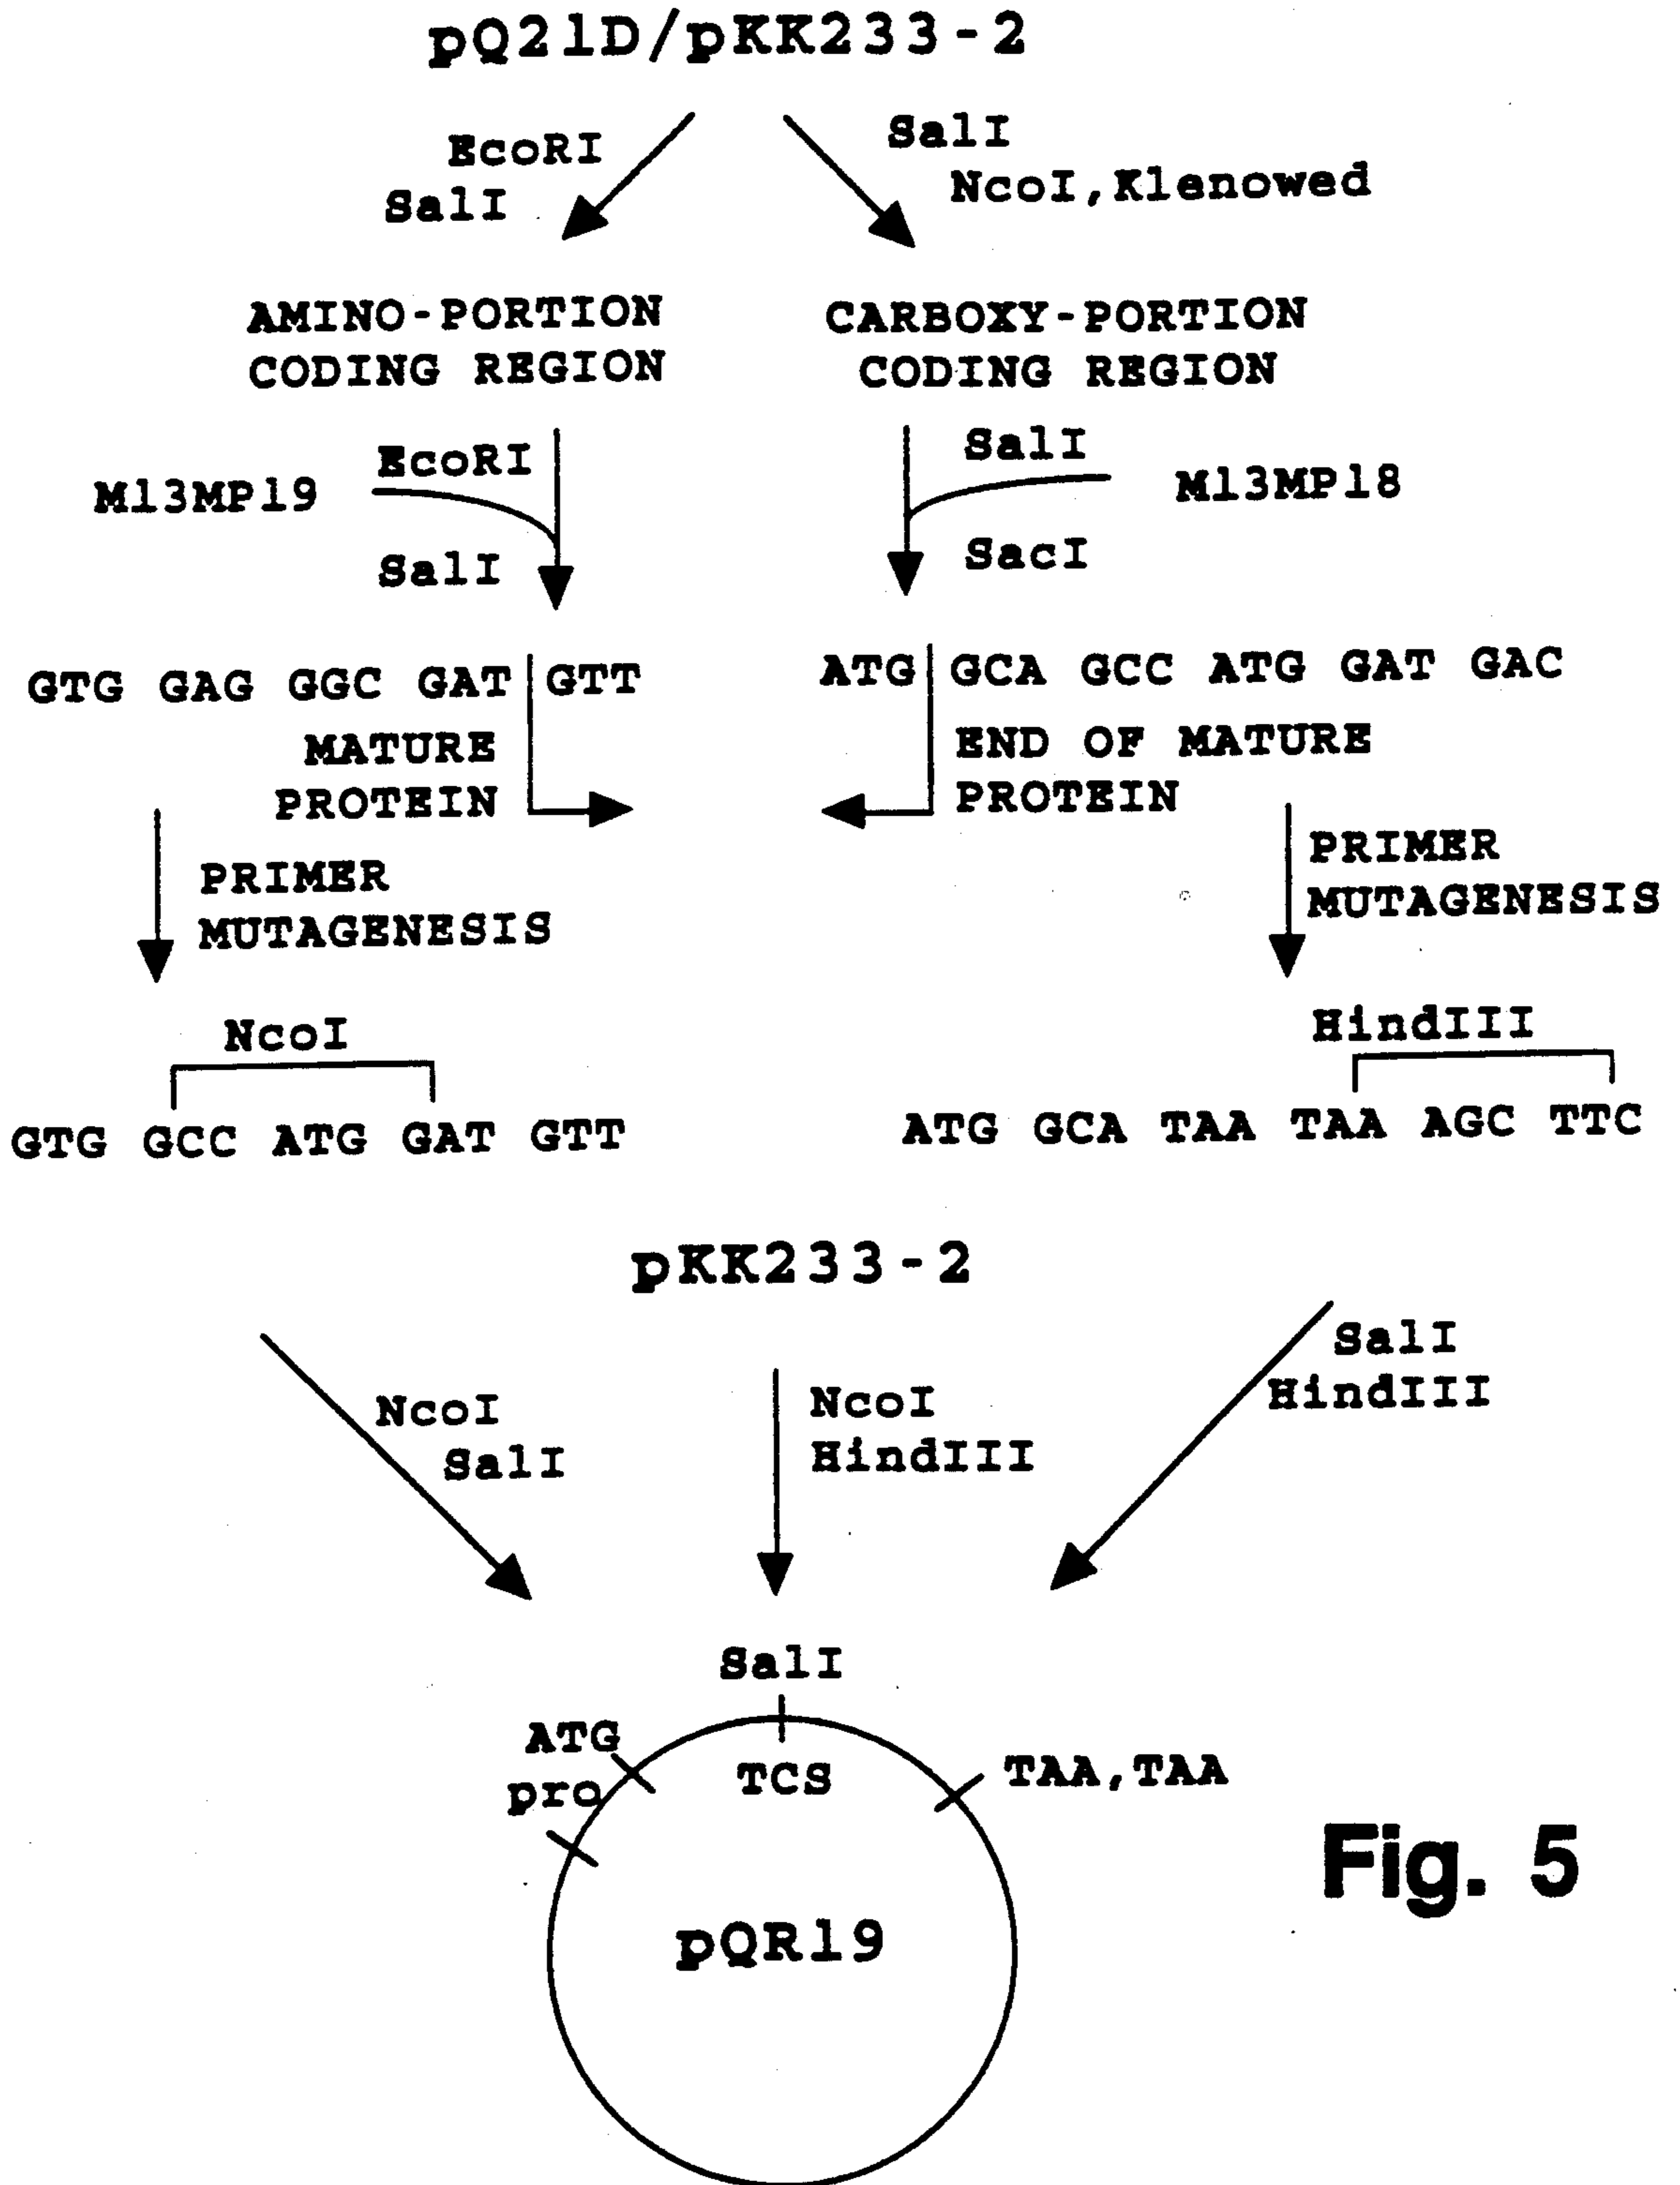 pQ21D/pKK233-2
EcoRI
SalI
SalI
NcoI,Klenowed
AMINO-PORTION
CODING REGION
CARBOXY-PORTION
CODING REGION
M13MP19
EcoRI
SalI
SalI
M13MP18
SacI
GTG GAG GGC GAT GTT
MATURE
PROTEIN
ATG GCA GCC ATG GAT GAC
END OF MATURE
PROTEIN
PRIMER
MUTAGENESIS
PRIMER
MUTAGENESIS
NcoI
GTG GCC ATG GAT GTT
HindIII
ATG GCA TAA TAA AGC TTC
pKK233-2
NcoI
SalI
NcoI
HindIII
SalI
HindIII
SalI
ATG
pro
TCS
TAA,TAA
pQR19
Fig. 5